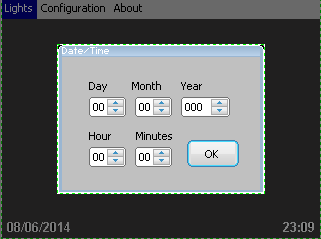 Lights Configuration About
Date/Time
Day Month Year
00 00 000
Hour Minutes
00 00 OK
08/06/2014 23:09